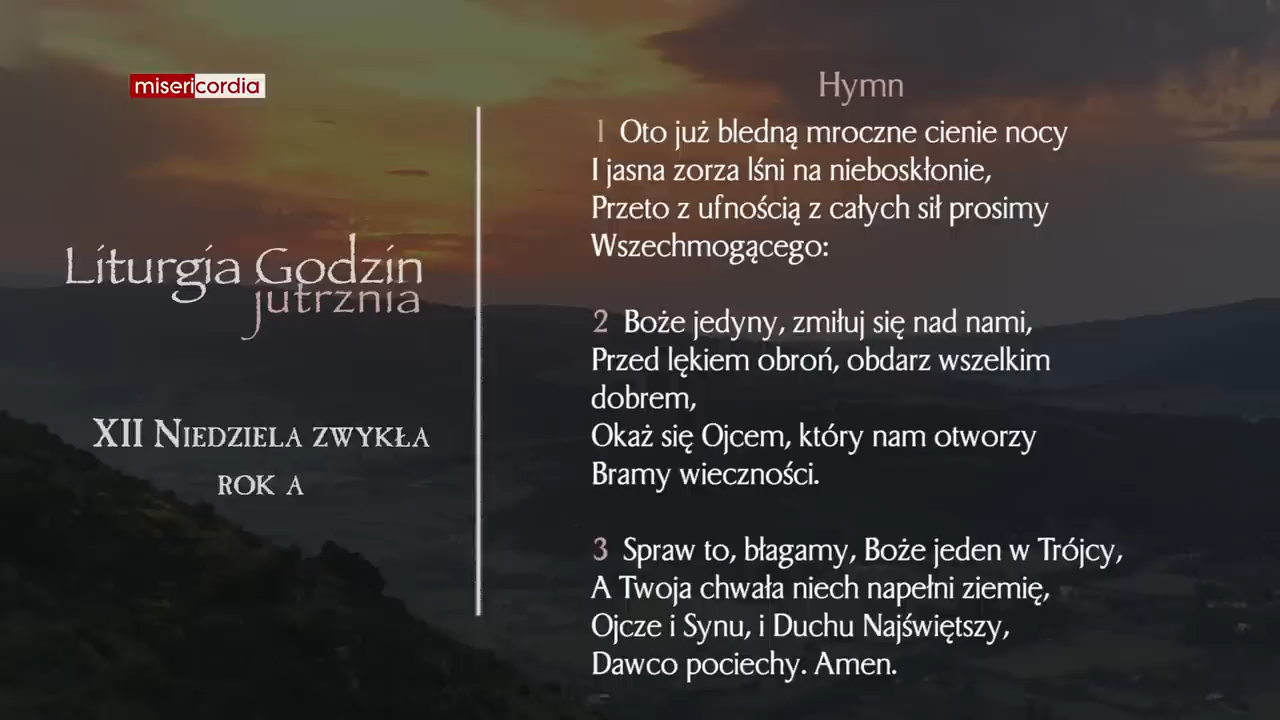 misericordia
Liturgia Godzin
jutrznia
XII Niedziela zwykła
rok a
Hymn
1 Oto już bledną mroczne cienie nocy
I jasna zorza lśni na nieboskłonie,
Przeto z ufnością z całych sił prosimy
Wszechmogącego:
2 Boże jedyny, zmiłuj się nad nami,
Przed lękiem obroń, obdarz wszelkim
dobrem,
Okaż się Ojcem, który nam otworzy
Bramy wieczności.
3 Spraw to, błagamy, Boże jeden w Trójcy,
A Twoja chwała niech napełni ziemię,
Ojcze i Synu, i Duchu Najświętszy,
Dawco pociechy. Amen.